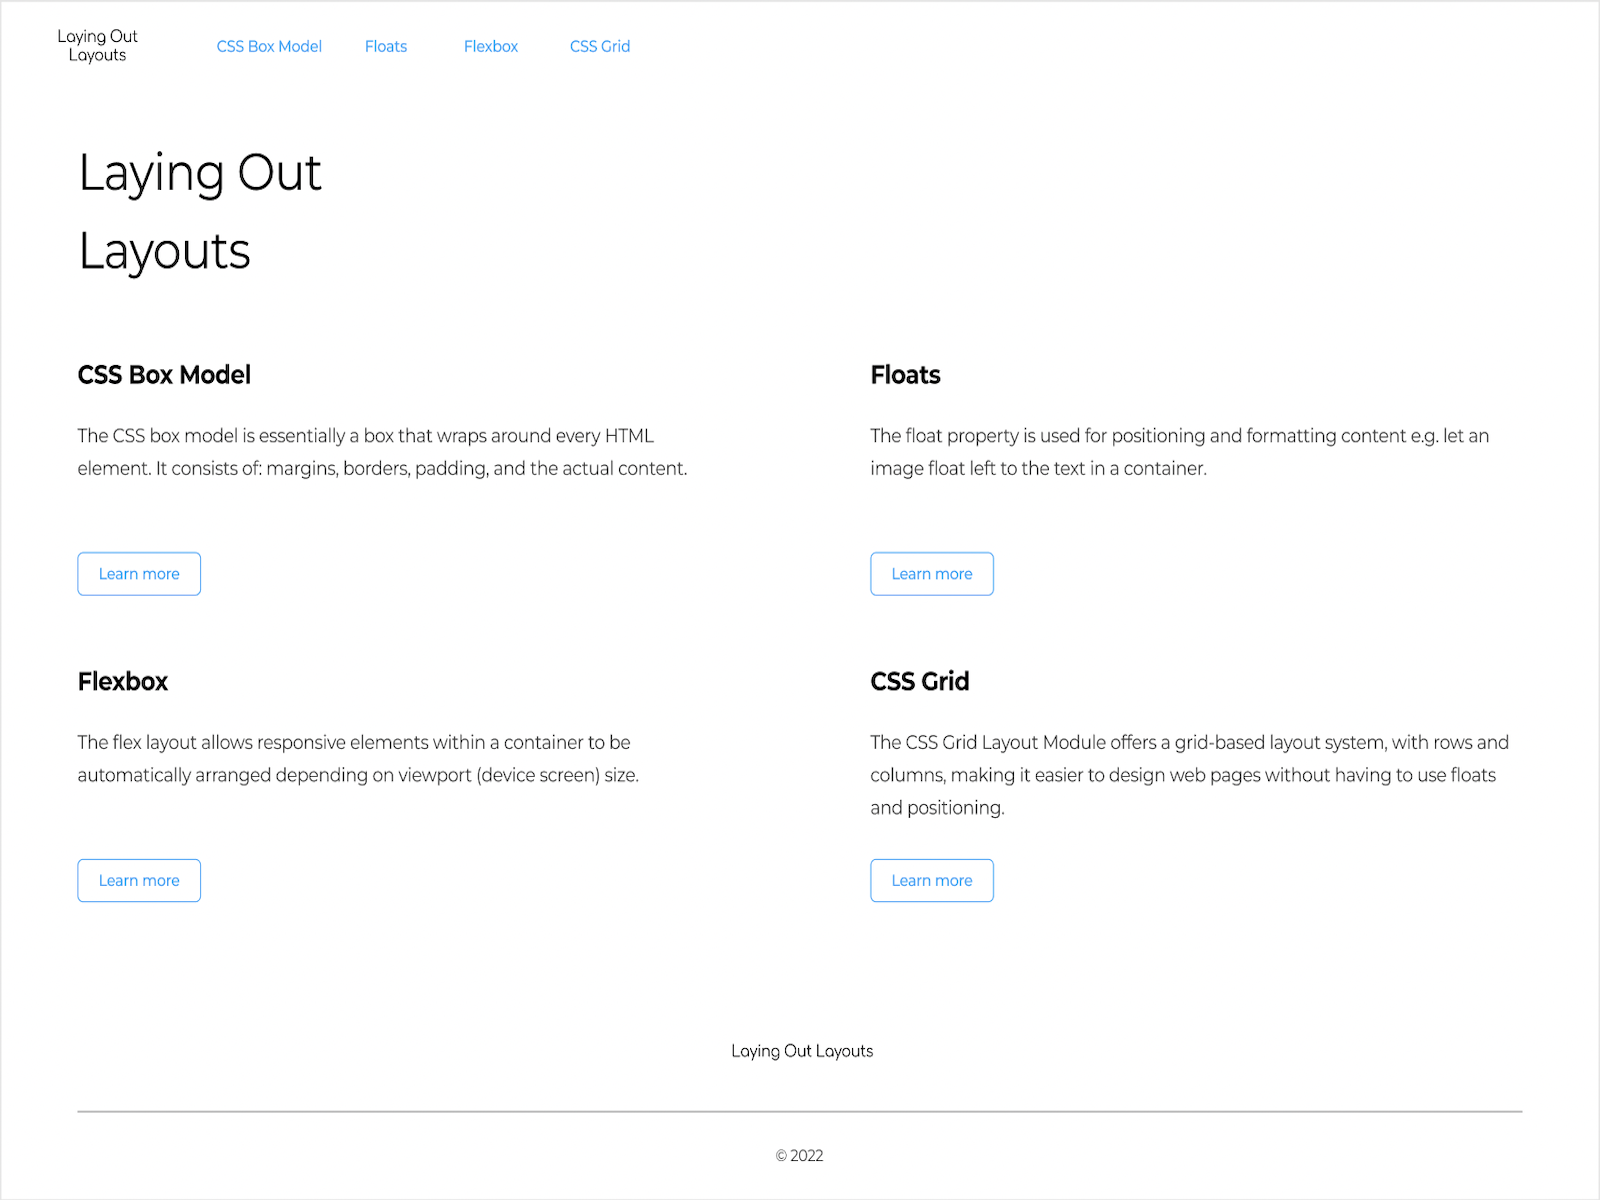 Laying Out
Layouts
CSS Box Model
Floats
Flexbox
CSS Grid
Laying Out
Layouts
CSS Box Model
The CSS box model is essentially a box that wraps around every HTML
element. It consists of: margins, borders, padding, and the actual content.
Learn more
Floats
The float property is used for positioning and formatting content e.g. let an
image float left to the text in a container.
Learn more
Flexbox
The flex layout allows responsive elements within a container to be
automatically arranged depending on viewport (device screen) size.
Learn more
CSS Grid
The CSS Grid Layout Module offers a grid-based layout system, with rows and
columns, making it easier to design web pages without having to use floats
and positioning.
Learn more
Laying Out Layouts
© 2022